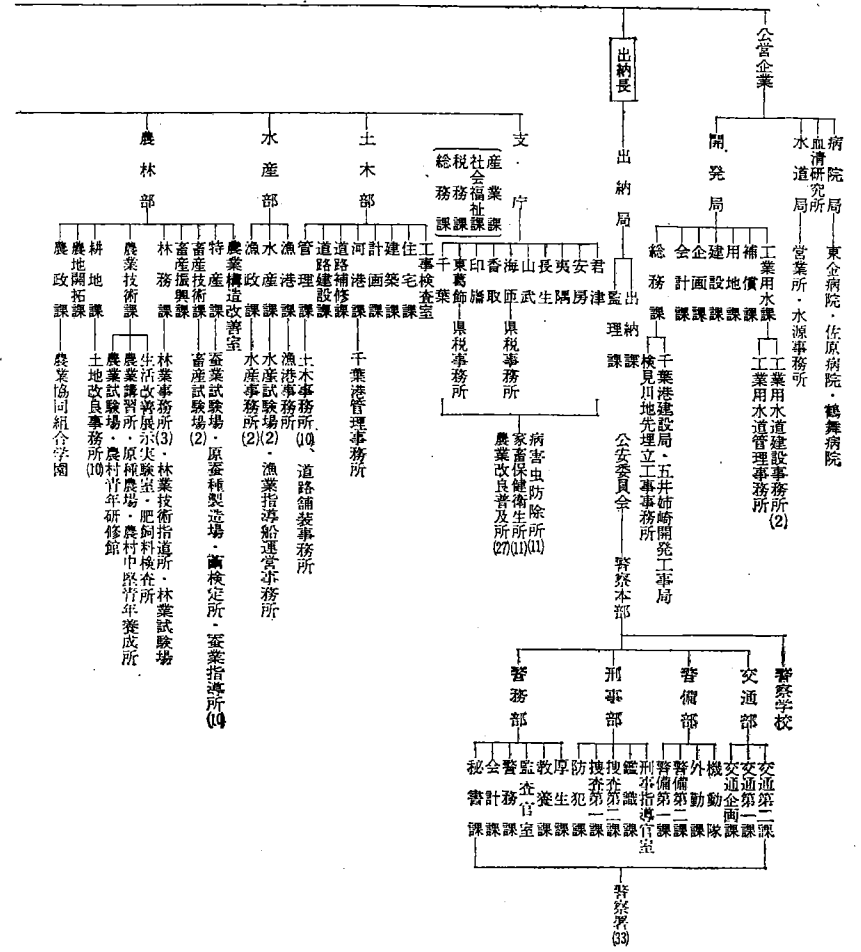 公営企業
病院局
東金病院・佐原病院・鶴舞病院
血清研究所
水道局
営業所・水源事務所
開発局
工業用水課
工業用水道建設事務所(2)
工業用水道管理事務所
補償課
用地課
建設課
企画課
会計課
総務課
千葉港建設局・五井姉崎開発工事局
検見川地先埋立工事事務所
出納長
出納局
出納課
監理課
公安委員会
警察本部
警察学校
交通部
交通第二課
交通第一課
交通企画課
警備部
機動隊
外勤課
警備第二課
警備第一課
刑事部
刑事指導官室
鑑識課
捜査第二課
捜査第一課
防犯課
警務部
厚生課
教養課
監査官室
警務課
会計課
秘書課
警察署(33)
支庁
産業課
社会福祉課
税務課
総務課
君津
安房
夷隅
長生
山武
海匝
県税事務所
香取
印旛
東葛飾
県税事務所
千葉
病害虫防除所(11)
家畜保健衛生所(11)
農業改良普及所(27)
土木部
工事検査室
住宅課
建築課
計画課
河港課
千葉港管理事務所
道路補修課
道路建設課
管理課
土木事務所(10)、道路舗装事務所
水産部
漁港課
漁港事務所
水産課
水産試験場(2)・漁業指導船運営事務所
漁政課
水産事務所(2)
農林部
農業構造改善室
特産課
蚕業試験場・原蚕種製造場・繭検定所・蚕業指導所(10)
畜産技術課
畜産試験場(2)
畜産振興課
林務課
林業事務所(3)・林業技術指道所・林業試験場
農業技術課
生活改善展示実験室・肥飼料検査所
農業講習所・原種農場・農村中堅青年養成所
農業試験場・農村青年研修館
耕地課
土地改良事務所(10)
農地開拓課
農政課
農業協同組合学園